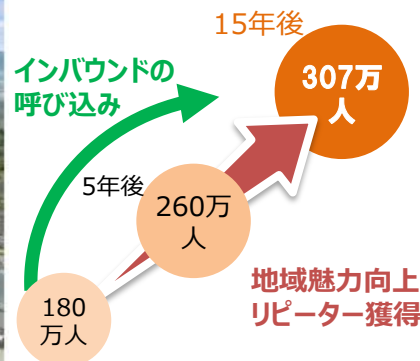 15年後
インバウンドの
呼び込み
307万
人
5年後
260万
人
地域魅力向上
リピーター獲得
180
万人